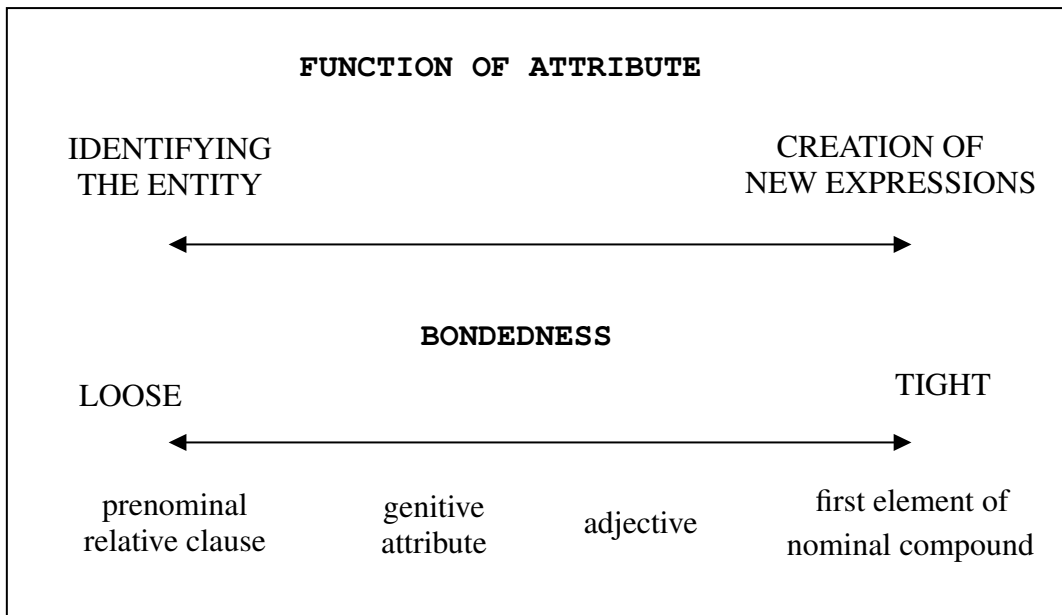 FUNCTION OF ATTRIBUTE
IDENTIFYING
THE ENTITY
CREATION OF
NEW EXPRESSIONS
BONDEDNESS
LOOSE
TIGHT
prenominal
relative clause
genitive
attribute
adjective
first element of
nominal compound